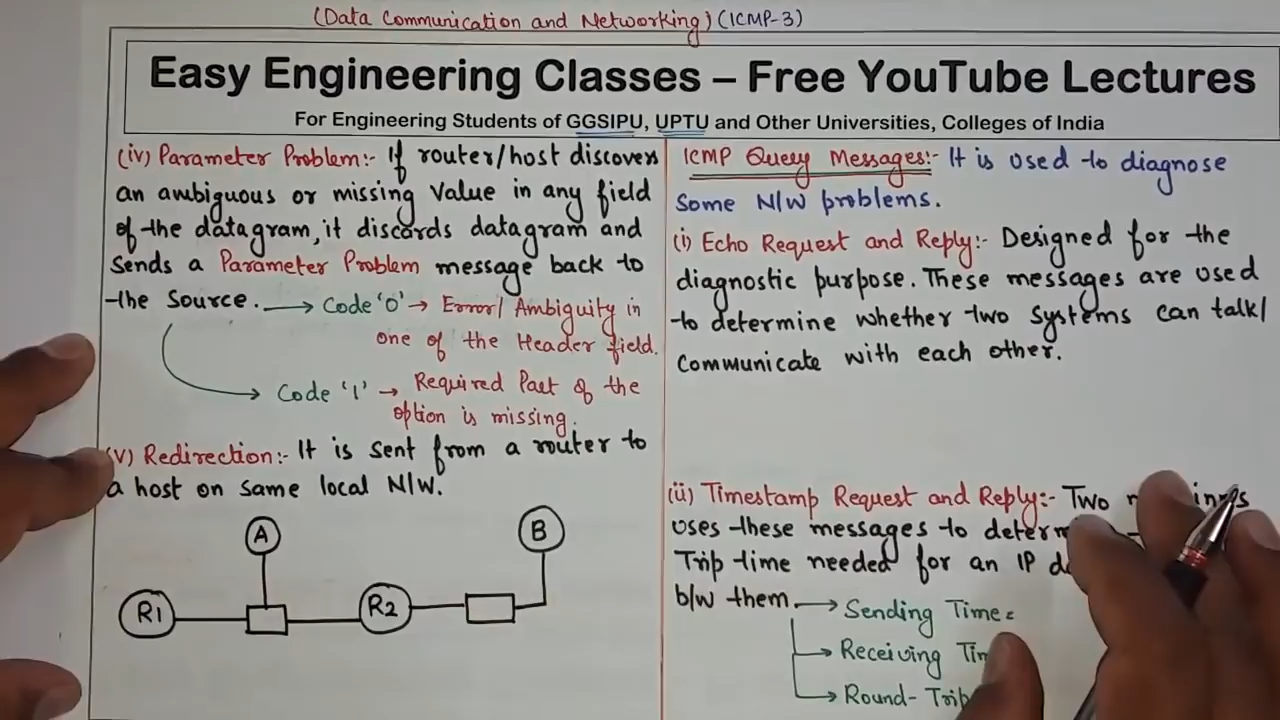 (Data Communication and Networking) (ICMP-3)
Easy Engineering Classes – Free YouTube Lectures
For Engineering Students of GGSIPU, UPTU and Other Universities, Colleges of India
(iv) Parameter Problem:- If router/host discovers
an ambiguous or missing value in any field
of the datagram, it discards datagram and
Sends a Parameter Problem message back to
the Source. → Code '0' → Error/Ambiguity in
one of the Header field.
→ Code '1' → Required Part of the
option is missing.
(v) Redirection:- It is sent from a router to
a host on same local N/W.
A
B
R1
R2
ICMP Query Messages:- It is used to diagnose
some N/W problems.
(i) Echo Request and Reply:- Designed for the
diagnostic purpose. These messages are used
to determine whether two systems can talk/
communicate with each other.
(ii) Timestamp Request and Reply:- Two
uses these messages to
Trip time needed for an IP
b/w them. → Sending Time =
→ Receiving
→ Round-Trip